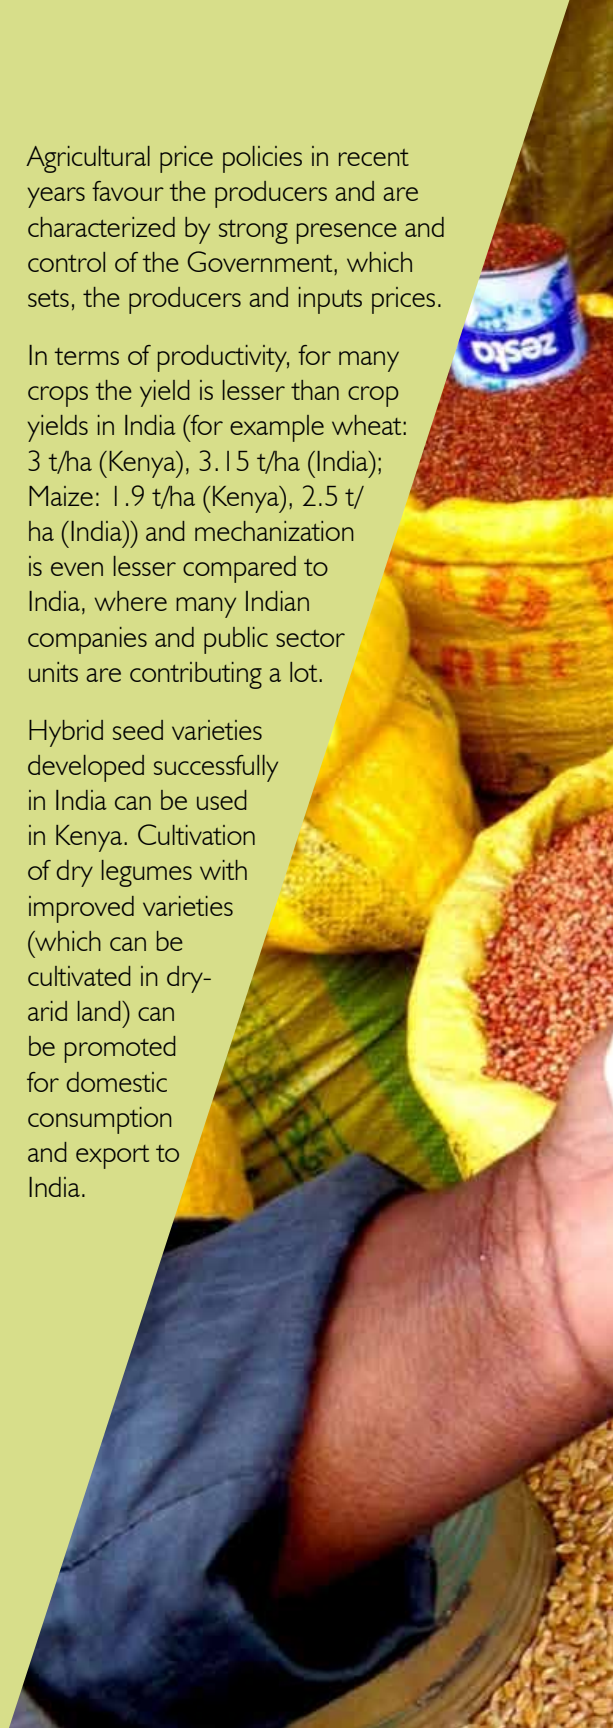 Agricultural price policies in recent
years favour the producers and are
characterized by strong presence and
control of the Government, which
sets, the producers and inputs prices.
In terms of productivity, for many
crops the yield is lesser than crop
yields in India (for example wheat:
3 t/ha (Kenya), 3.15 t/ha (India);
Maize: 1.9 t/ha (Kenya), 2.5 t/
ha (India)) and mechanization
is even lesser compared to
India, where many Indian
companies and public sector
units are contributing a lot.
Hybrid seed varieties
developed successfully
in India can be used
in Kenya. Cultivation
of dry legumes with
improved varieties
(which can be
cultivated in dry-
arid land) can
be promoted
for domestic
consumption
and export to
India.
zesta
RICE